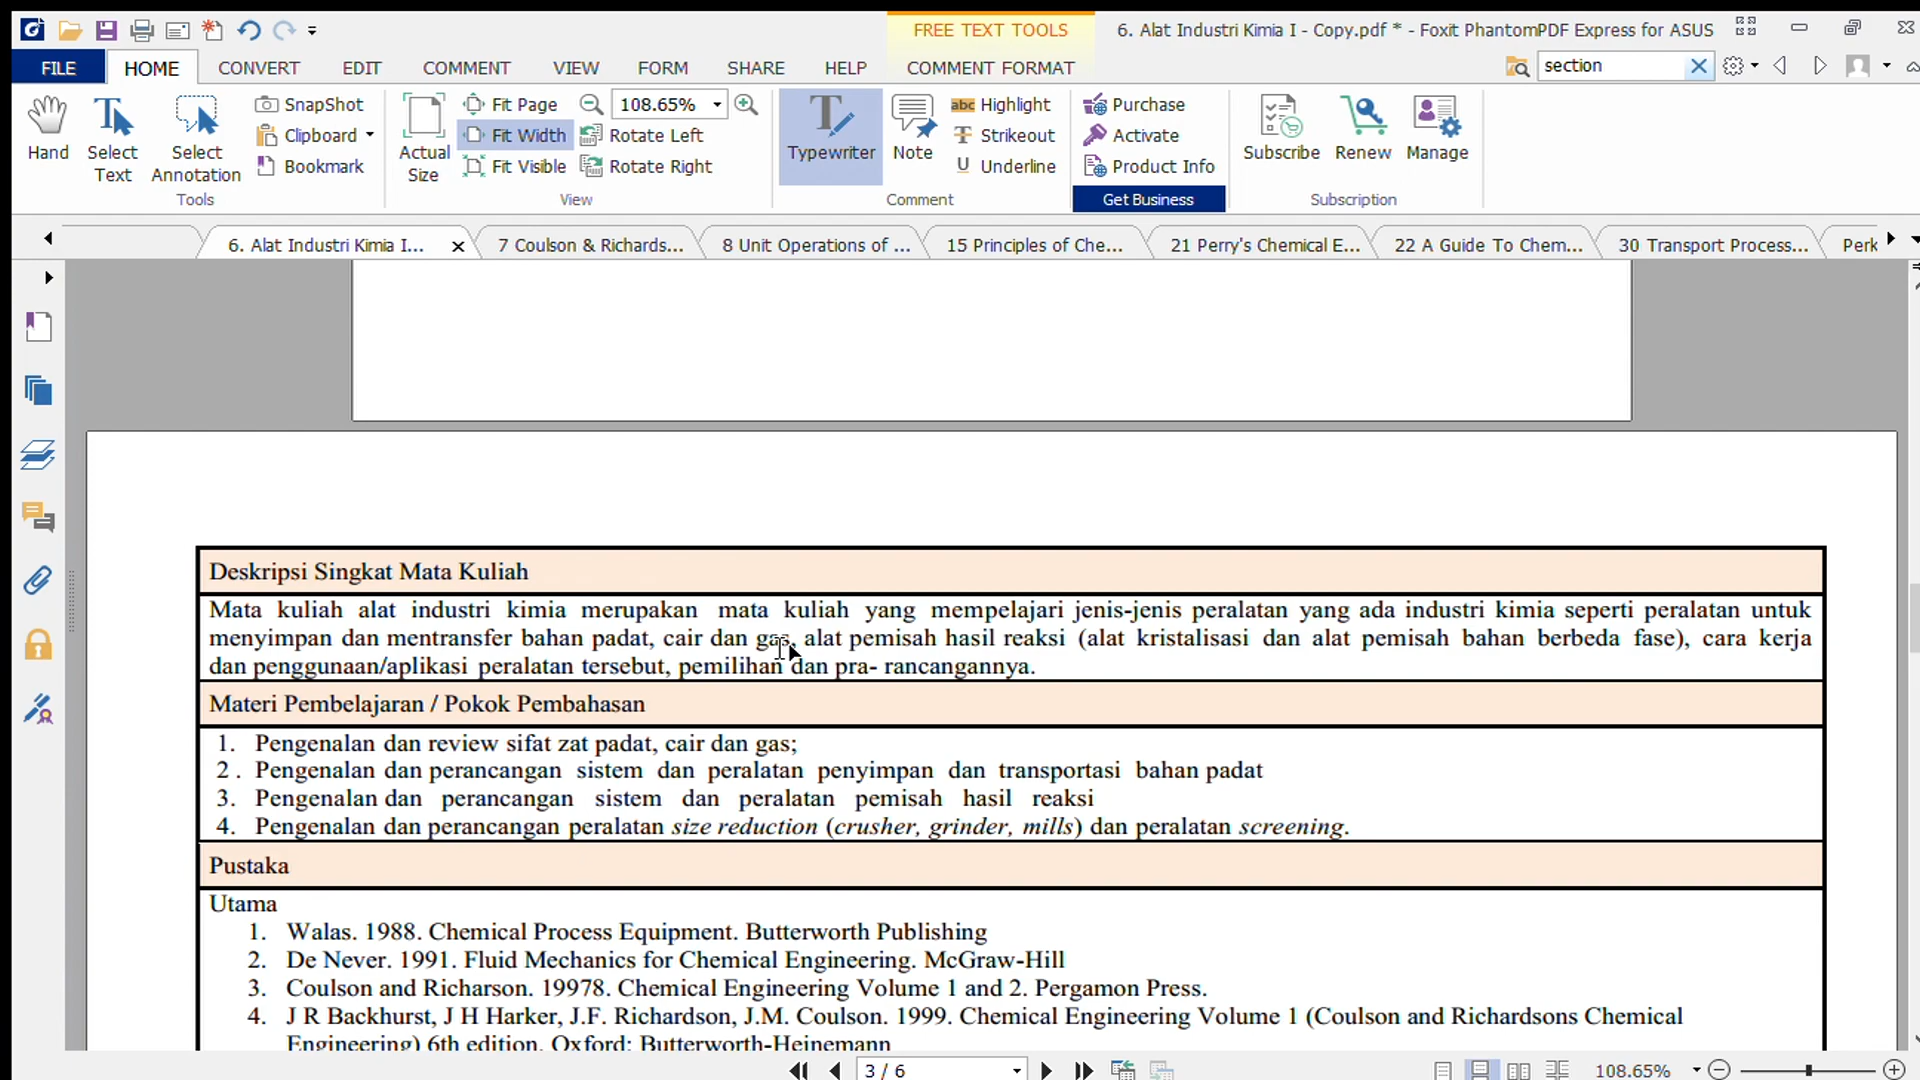 FREE TEXT TOOLS
6. Alat Industri Kimia I - Copy.pdf * - Foxit PhantomPDF Express for ASUS
FILE HOME CONVERT EDIT COMMENT VIEW FORM SHARE HELP COMMENT FORMAT section
Hand
Select Text
Select Annotation
SnapShot
Clipboard
Bookmark
Tools
Actual Size
Fit Page
Fit Width
Fit Visible
108.65%
Rotate Left
Rotate Right
View
Typewriter
Note
abc Highlight
Strikeout
Underline
Comment
Purchase
Activate
Product Info
Get Business
Subscribe
Renew
Manage
Subscription
6. Alat Industri Kimia I... 7 Coulson & Richards... 8 Unit Operations of ... 15 Principles of Che... 21 Perry's Chemical E... 22 A Guide To Chem... 30 Transport Process... Perk
Deskripsi Singkat Mata Kuliah
Mata kuliah alat industri kimia merupakan mata kuliah yang mempelajari jenis-jenis peralatan yang ada industri kimia seperti peralatan untuk
menyimpan dan mentransfer bahan padat, cair dan gas, alat pemisah hasil reaksi (alat kristalisasi dan alat pemisah bahan berbeda fase), cara kerja
dan penggunaan/aplikasi peralatan tersebut, pemilihan dan pra- rancangannya.
Materi Pembelajaran / Pokok Pembahasan
1. Pengenalan dan review sifat zat padat, cair dan gas;
2 . Pengenalan dan perancangan sistem dan peralatan penyimpan dan transportasi bahan padat
3. Pengenalan dan perancangan sistem dan peralatan pemisah hasil reaksi
4. Pengenalan dan perancangan peralatan size reduction (crusher, grinder, mills) dan peralatan screening.
Pustaka
Utama
1. Walas. 1988. Chemical Process Equipment. Butterworth Publishing
2. De Never. 1991. Fluid Mechanics for Chemical Engineering. McGraw-Hill
3. Coulson and Richarson. 19978. Chemical Engineering Volume 1 and 2. Pergamon Press.
4. J R Backhurst, J H Harker, J.F. Richardson, J.M. Coulson. 1999. Chemical Engineering Volume 1 (Coulson and Richardsons Chemical
Engineering) 6th edition. Oxford: Butterworth-Heinemann
3 / 6
108.65%